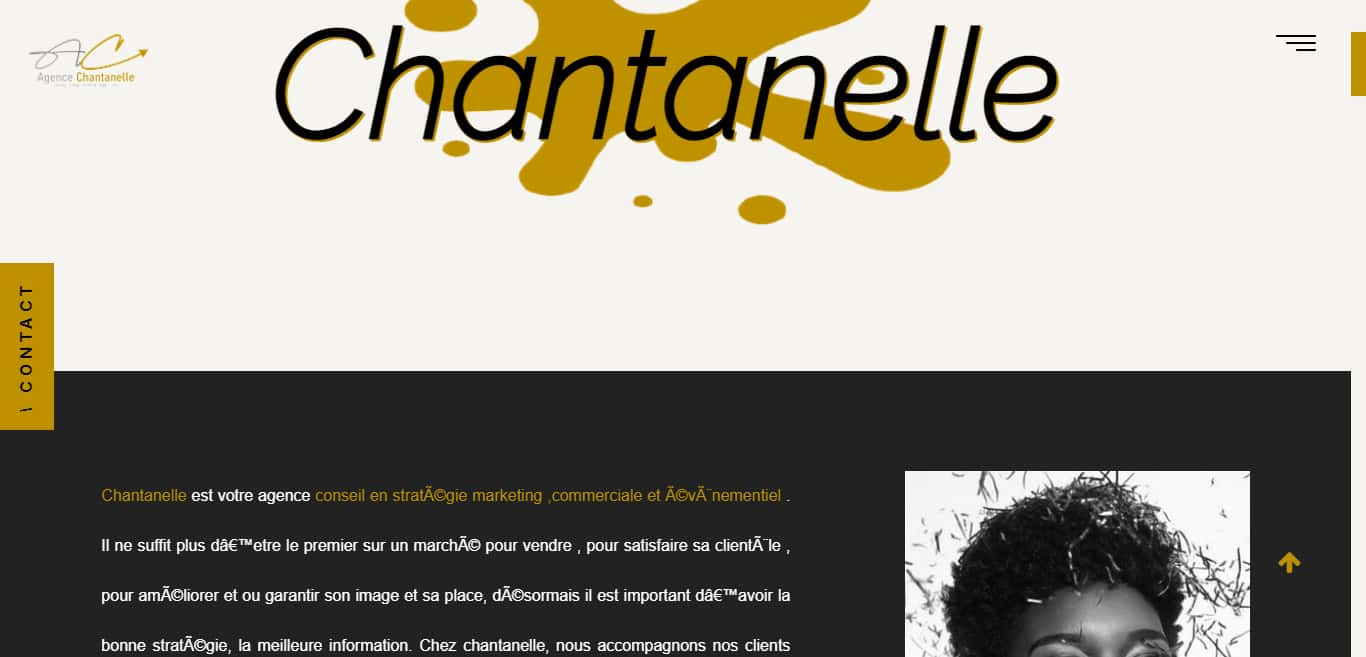 AC
Agence Chantanelle
Chantanelle
\ CONTACT
Chantanelle est votre agence conseil en stratÃ©gie marketing ,commerciale et Ã©vÃ¨nementiel .
Il ne suffit plus dâ€™etre le premier sur un marchÃ© pour vendre , pour satisfaire sa clientÃ¨le ,
pour amÃ©liorer et ou garantir son image et sa place, dÃ©sormais il est important dâ€™avoir la
bonne stratÃ©gie, la meilleure information. Chez chantanelle, nous accompagnons nos clients